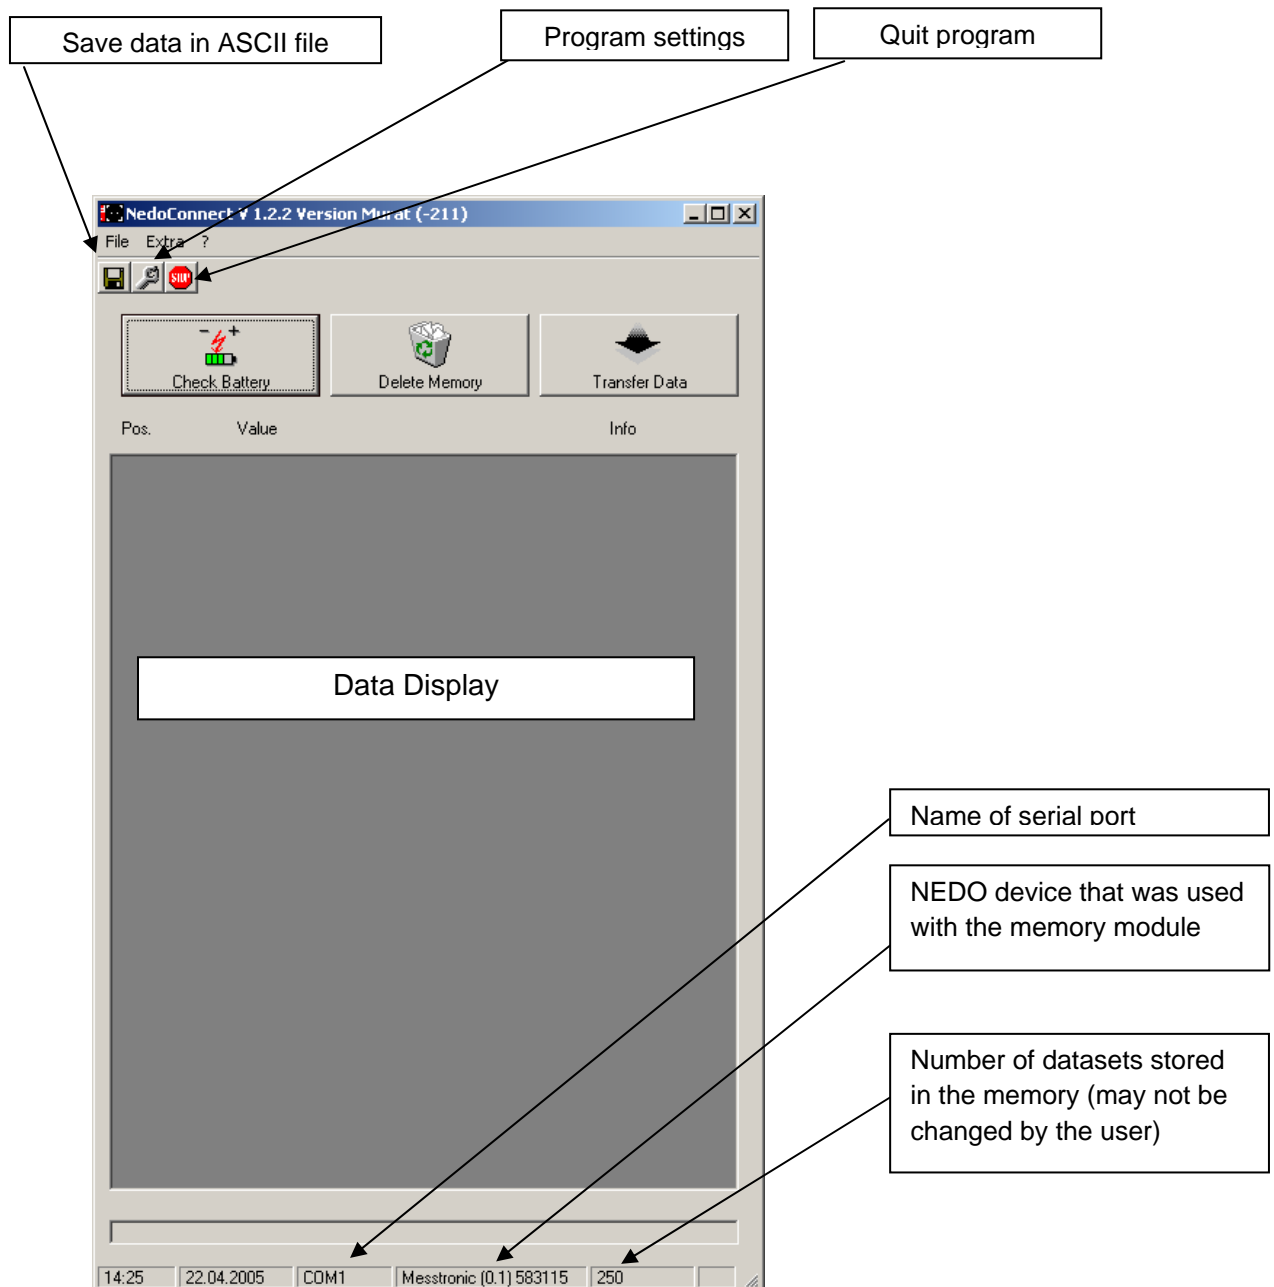 Save data in ASCII file
Program settings
Quit program
NedoConnect V 1.2.2 Version Murat (-211)
File Extra ?
STOP
Check Battery
Delete Memory
Transfer Data
Pos. Value Info
Data Display
Name of serial port
NEDO device that was used
with the memory module
Number of datasets stored
in the memory (may not be
changed by the user)
14:25 22.04.2005 COM1 Messtronic (0.1) 583115 250